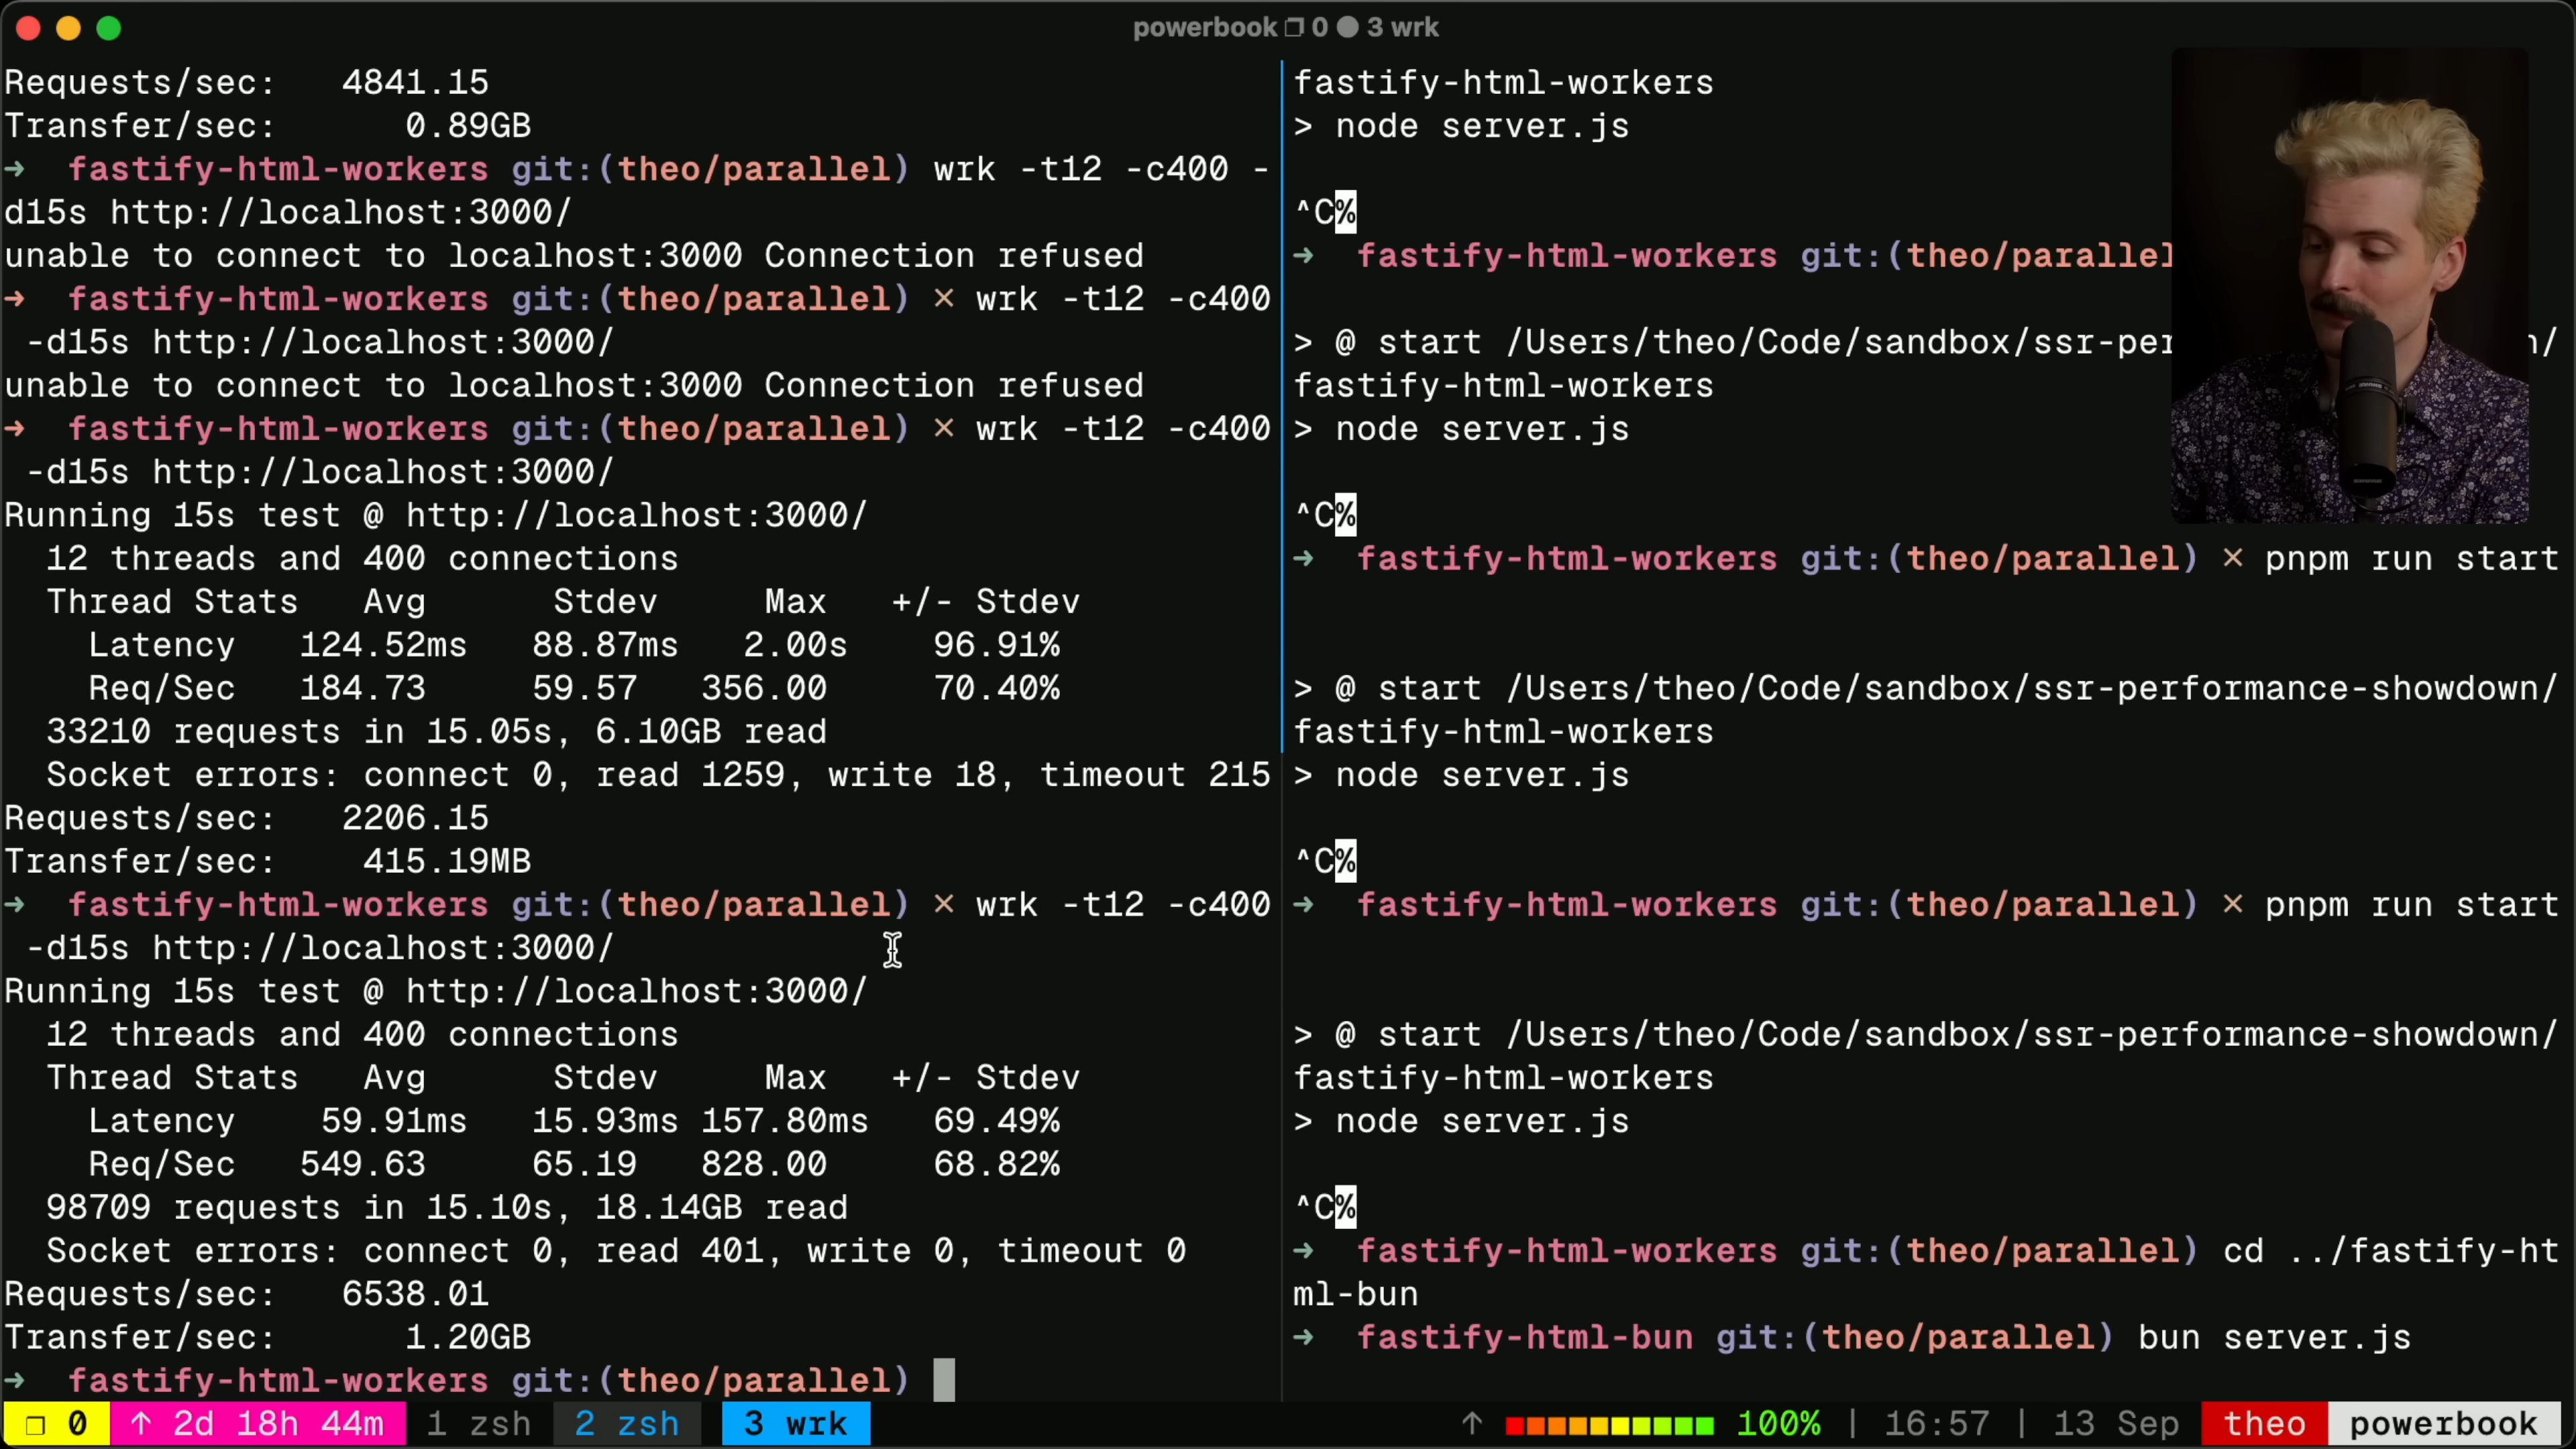 powerbook ❐ 0 ● 3 wrk
Requests/sec:   4841.15
Transfer/sec:      0.89GB
➜  fastify-html-workers git:(theo/parallel) wrk -t12 -c400 -
d15s http://localhost:3000/
unable to connect to localhost:3000 Connection refused
➜  fastify-html-workers git:(theo/parallel) ✗ wrk -t12 -c400
 -d15s http://localhost:3000/
unable to connect to localhost:3000 Connection refused
➜  fastify-html-workers git:(theo/parallel) ✗ wrk -t12 -c400
 -d15s http://localhost:3000/
Running 15s test @ http://localhost:3000/
  12 threads and 400 connections
  Thread Stats   Avg      Stdev     Max   +/- Stdev
    Latency   124.52ms   88.87ms   2.00s    96.91%
    Req/Sec   184.73     59.57   356.00     70.40%
  33210 requests in 15.05s, 6.10GB read
  Socket errors: connect 0, read 1259, write 18, timeout 215
Requests/sec:   2206.15
Transfer/sec:    415.19MB
➜  fastify-html-workers git:(theo/parallel) ✗ wrk -t12 -c400
 -d15s http://localhost:3000/
Running 15s test @ http://localhost:3000/
  12 threads and 400 connections
  Thread Stats   Avg      Stdev     Max   +/- Stdev
    Latency    59.91ms   15.93ms 157.80ms   69.49%
    Req/Sec   549.63     65.19   828.00     68.82%
  98709 requests in 15.10s, 18.14GB read
  Socket errors: connect 0, read 401, write 0, timeout 0
Requests/sec:   6538.01
Transfer/sec:      1.20GB
➜  fastify-html-workers git:(theo/parallel)
fastify-html-workers
> node server.js
^C%
➜  fastify-html-workers git:(theo/parallel
> @ start /Users/theo/Code/sandbox/ssr-per n/
fastify-html-workers
> node server.js
^C%
➜  fastify-html-workers git:(theo/parallel) ✗ pnpm run start
> @ start /Users/theo/Code/sandbox/ssr-performance-showdown/
fastify-html-workers
> node server.js
^C%
➜  fastify-html-workers git:(theo/parallel) ✗ pnpm run start
> @ start /Users/theo/Code/sandbox/ssr-performance-showdown/
fastify-html-workers
> node server.js
^C%
➜  fastify-html-workers git:(theo/parallel) cd ../fastify-ht
ml-bun
➜  fastify-html-bun git:(theo/parallel) bun server.js
❐ 0 ↑ 2d 18h 44m 1 zsh 2 zsh 3 wrk ↑ 100% | 16:57 | 13 Sep theo powerbook